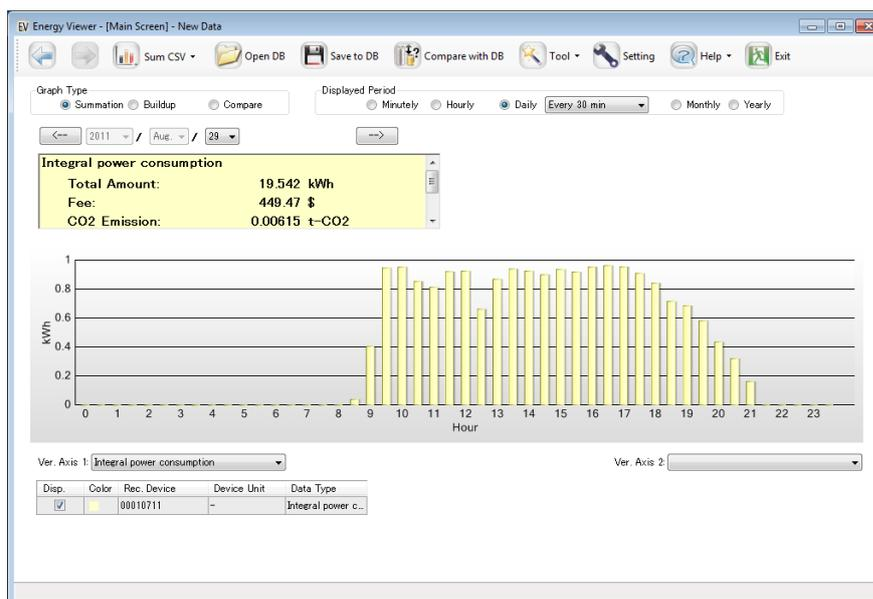 EV Energy Viewer - [Main Screen] - New Data
Sum CSV Open DB Save to DB Compare with DB Tool Setting Help Exit
Graph Type
Summation Buildup Compare
Displayed Period
Minutely Hourly Daily Every 30 min Monthly Yearly
<-- 2011 / Aug. / 29 -->
Integral power consumption
Total Amount: 19.542 kWh
Fee: 449.47 $
CO2 Emission: 0.00615 t-CO2
1
0.8
0.6
0.4
0.2
0
kWh
0 1 2 3 4 5 6 7 8 9 10 11 12 13 14 15 16 17 18 19 20 21 22 23
Hour
Ver. Axis 1: Integral power consumption
Ver. Axis 2:
Disp. Color Rec. Device Device Unit Data Type
00010711 - Integral power c...